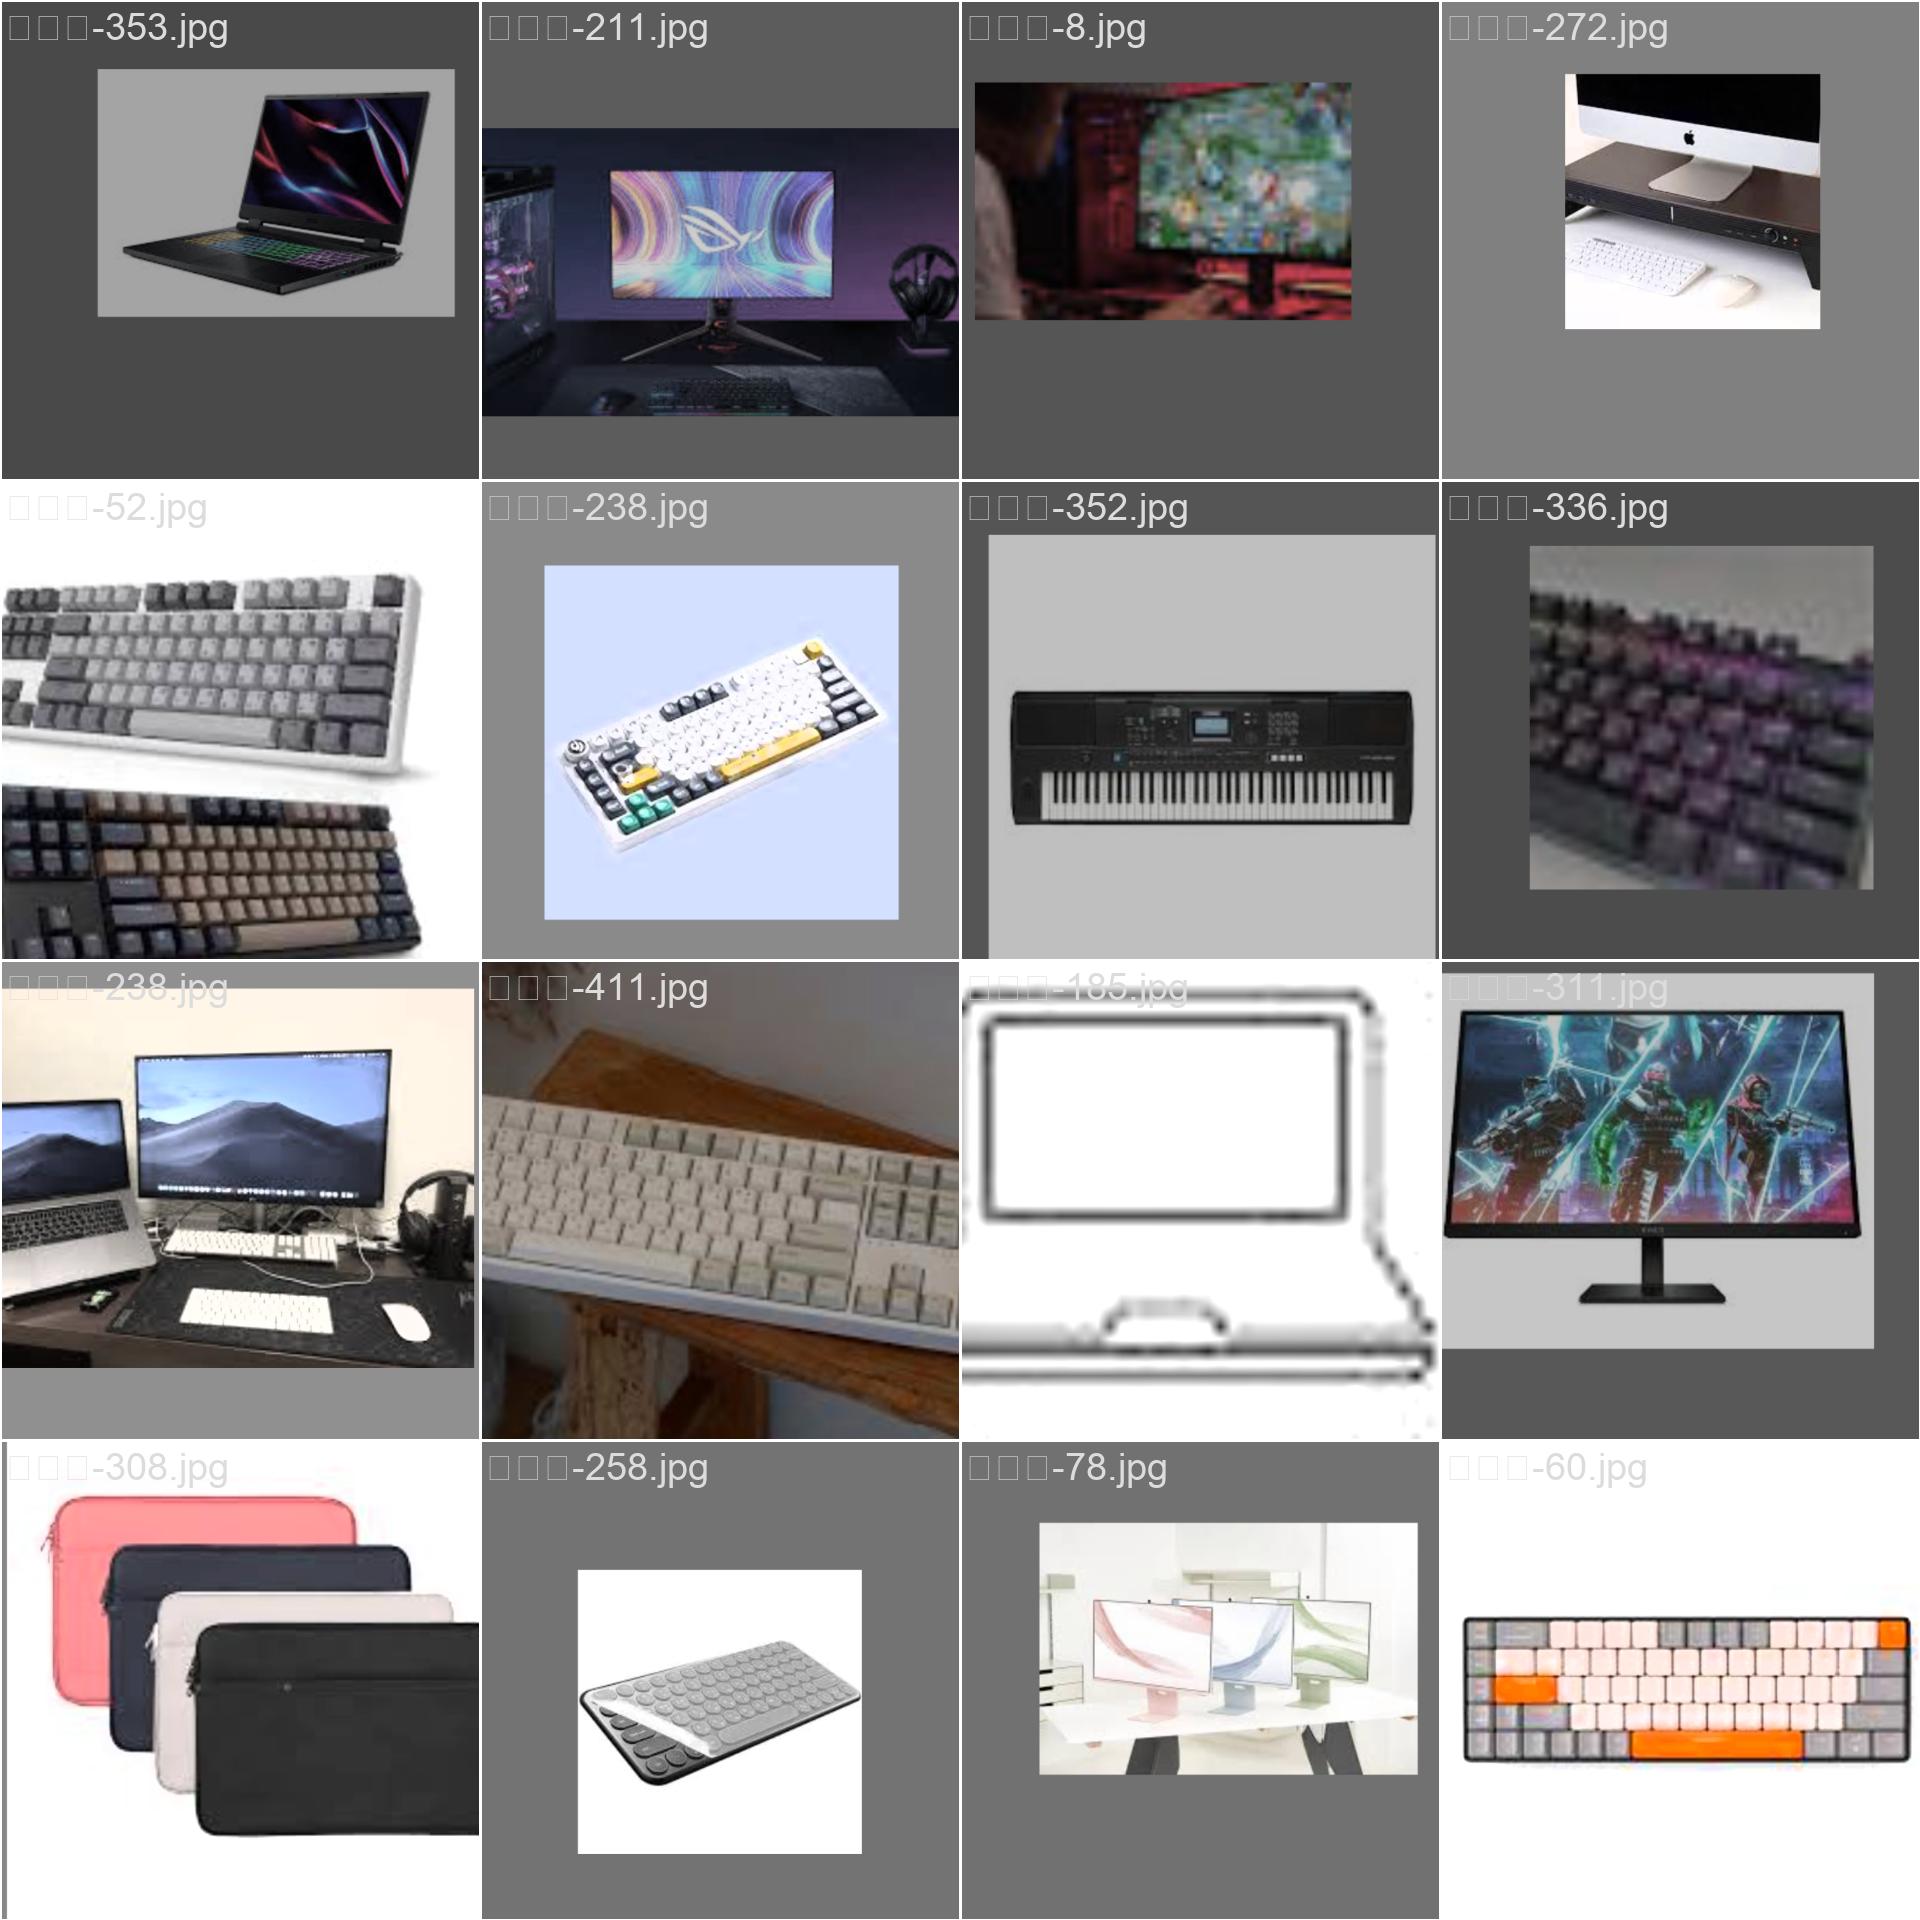 □□□-353.jpg
□□□-211.jpg
□□□-8.jpg
□□□-272.jpg
□□□-52.jpg
□□□-238.jpg
□□□-352.jpg
□□□-336.jpg
□□□-238.jpg
□□□-411.jpg
□□□-185.jpg
□□□-311.jpg
□□□-308.jpg
□□□-258.jpg
□□□-78.jpg
□□□-60.jpg